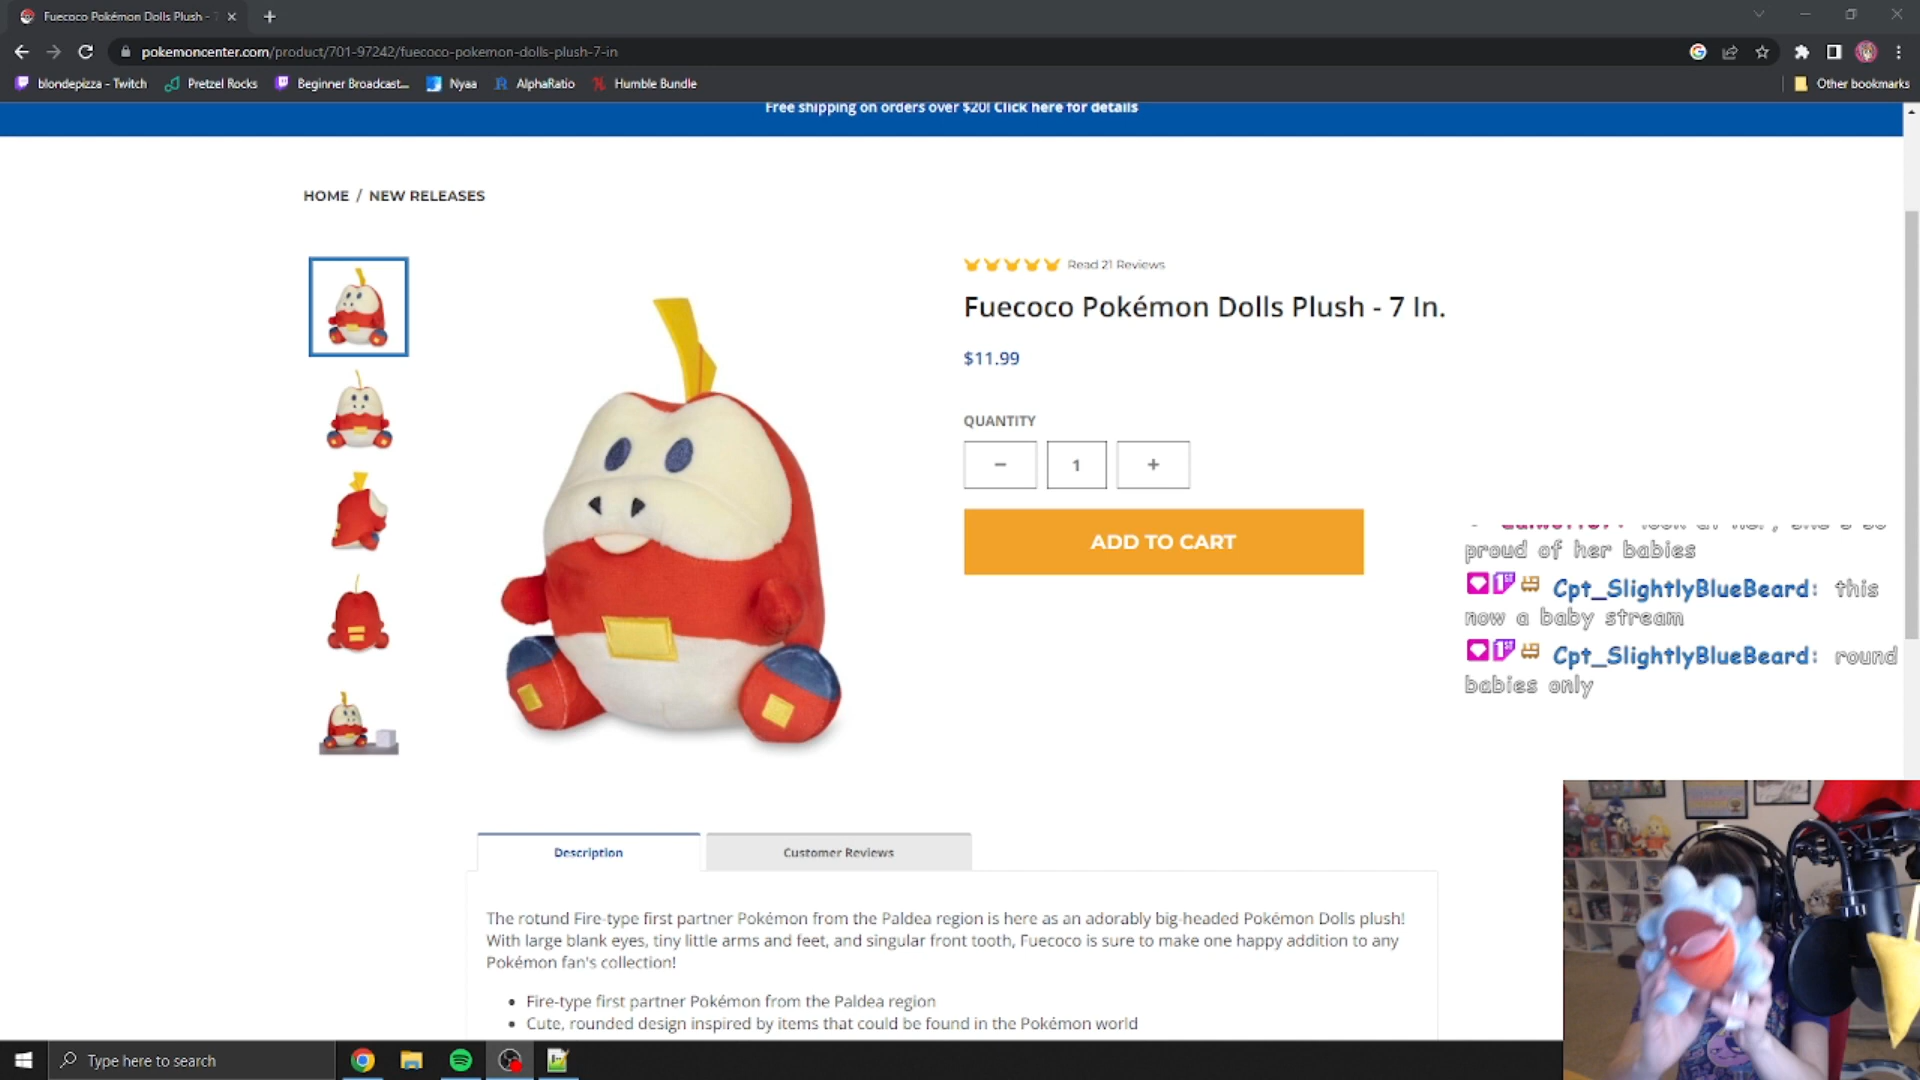 Fuecoco Pokémon Dolls Plush - 7
pokemoncenter.com/product/701-97242/fuecoco-pokemon-dolls-plush-7-in
blondepizza - Twitch
Pretzel Rocks
Beginner Broadcast...
Nyaa
AlphaRatio
Humble Bundle
Other bookmarks
Free shipping on orders over $20! Click here for details
HOME / NEW RELEASES
Read 21 Reviews
Fuecoco Pokémon Dolls Plush - 7 In.
$11.99
QUANTITY
− 1 +
ADD TO CART
proud of her babies
Cpt_SlightlyBlueBeard: this
now a baby stream
Cpt_SlightlyBlueBeard: round
babies only
Description
Customer Reviews
The rotund Fire-type first partner Pokémon from the Paldea region is here as an adorably big-headed Pokémon Dolls plush!
With large blank eyes, tiny little arms and feet, and singular front tooth, Fuecoco is sure to make one happy addition to any
Pokémon fan's collection!
• Fire-type first partner Pokémon from the Paldea region
• Cute, rounded design inspired by items that could be found in the Pokémon world
Type here to search